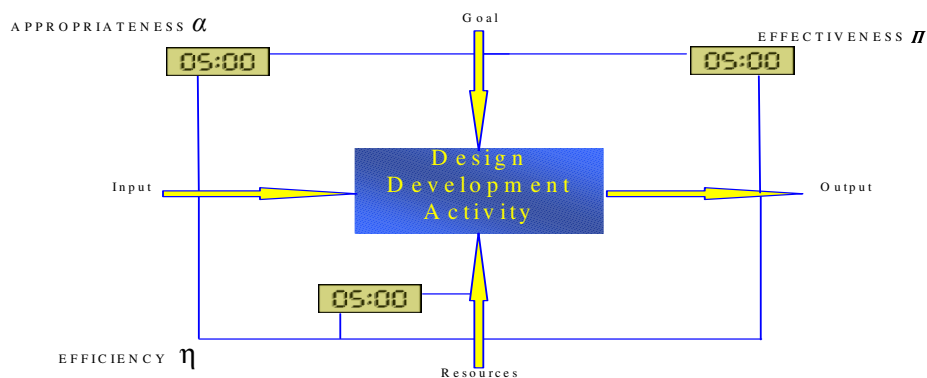 Goal
APPROPRIATENESS α
EFFECTIVENESS Π
05:00
05:00
Design
Development
Activity
Input
Output
05:00
EFFICIENCY η
Resources